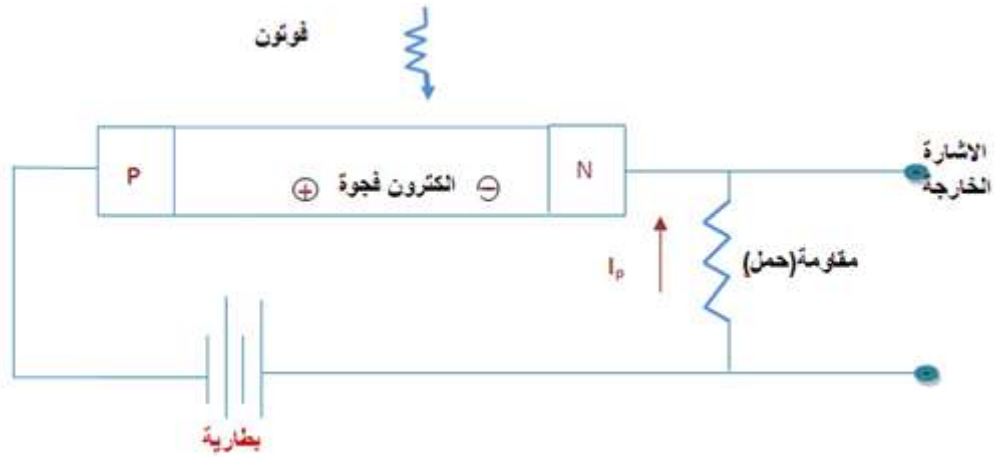 فوتون
P
الكترون فجوة
N
الاشارة
الخارجة
Iₚ
مقاومة(حمل)
بطارية